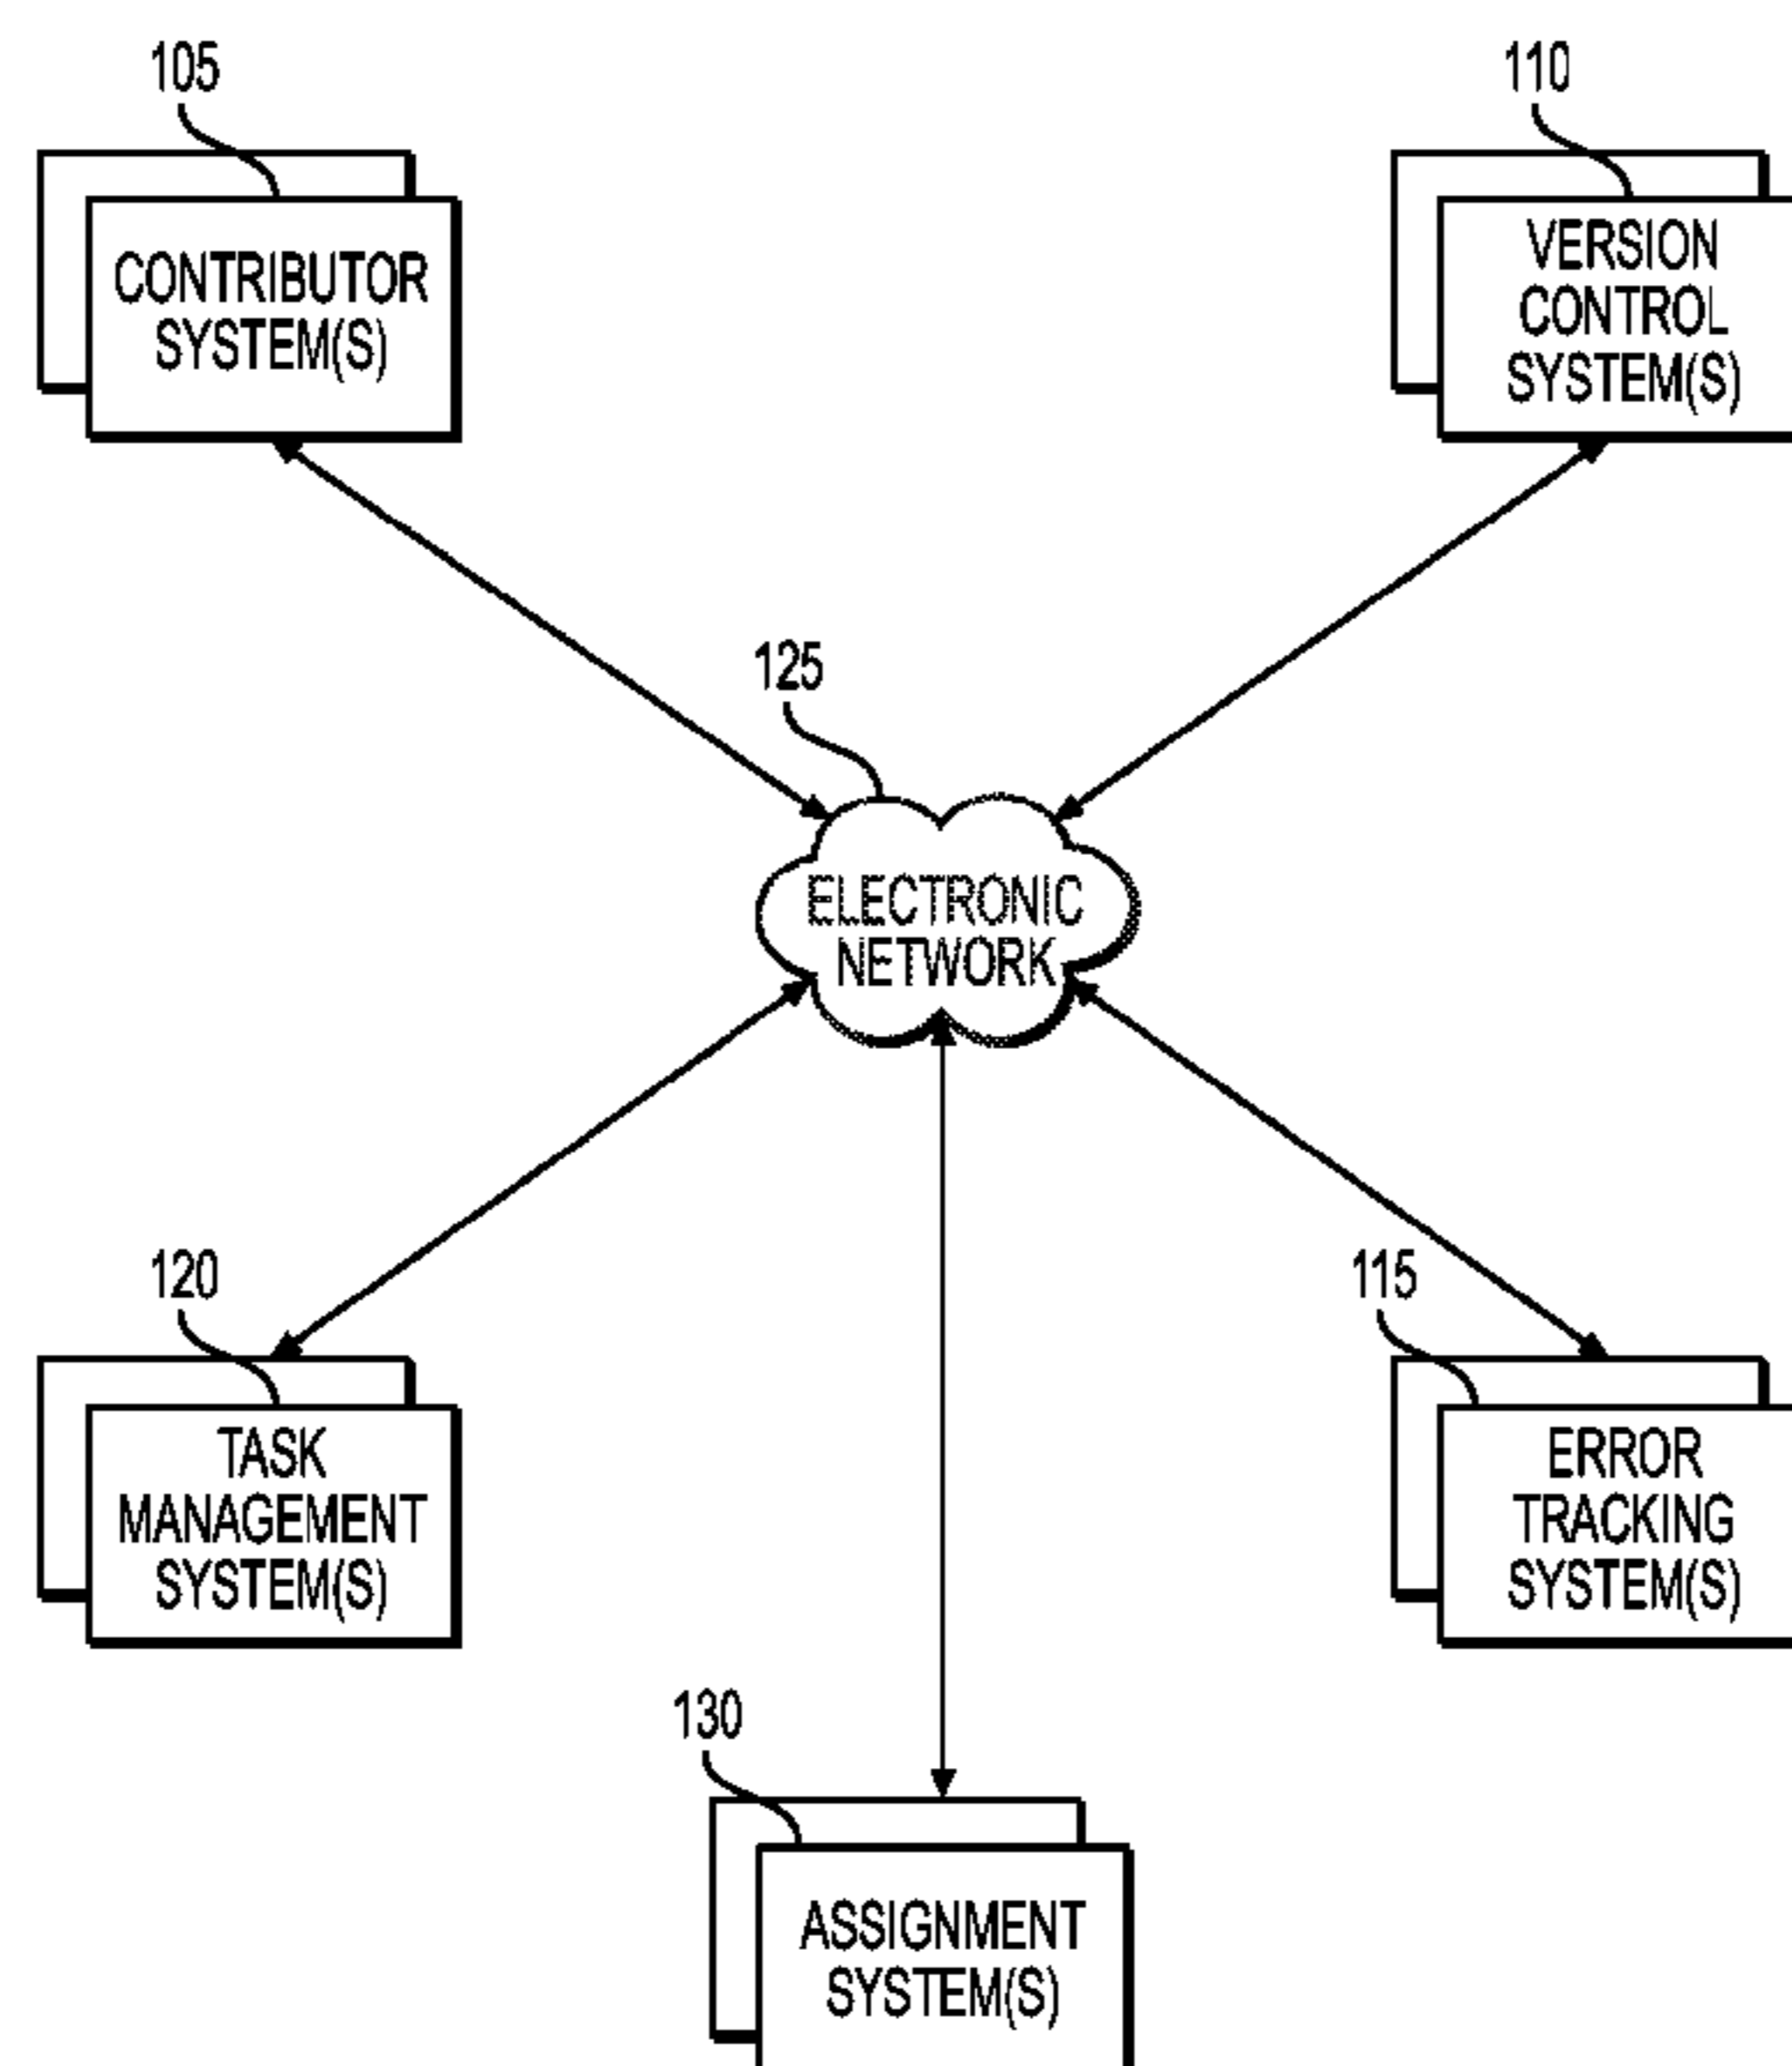 105
110
CONTRIBUTOR
SYSTEM(S)
VERSION
CONTROL
SYSTEM(S)
125
ELECTRONIC
NETWORK
120
115
TASK
MANAGEMENT
SYSTEM(S)
ERROR
TRACKING
SYSTEM(S)
130
ASSIGNMENT
SYSTEM(S)